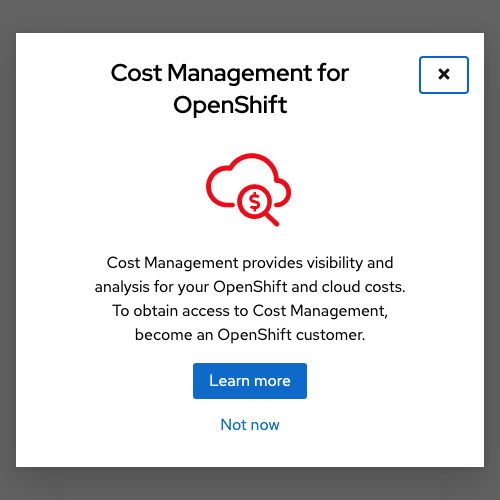 Cost Management for
OpenShift
$
Cost Management provides visibility and
analysis for your OpenShift and cloud costs.
To obtain access to Cost Management,
become an OpenShift customer.
Learn more
Not now